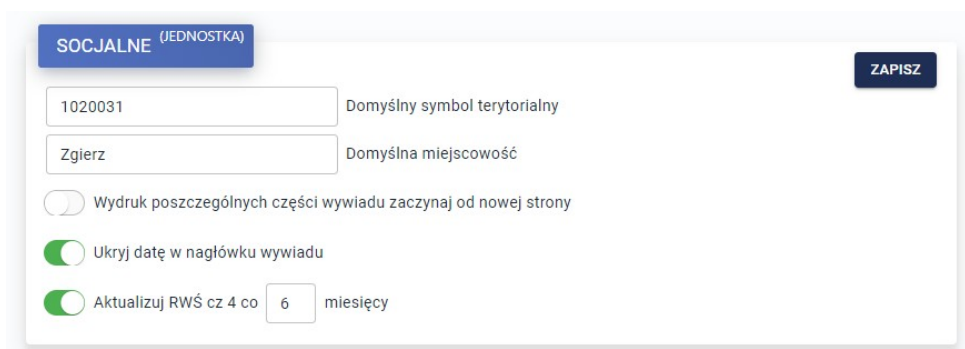 SOCJALNE (JEDNOSTKA)
ZAPISZ
1020031 Domyślny symbol terytorialny
Zgierz Domyślna miejscowość
Wydruk poszczególnych części wywiadu zaczynaj od nowej strony
Ukryj datę w nagłówku wywiadu
Aktualizuj RWŚ cz 4 co 6 miesięcy